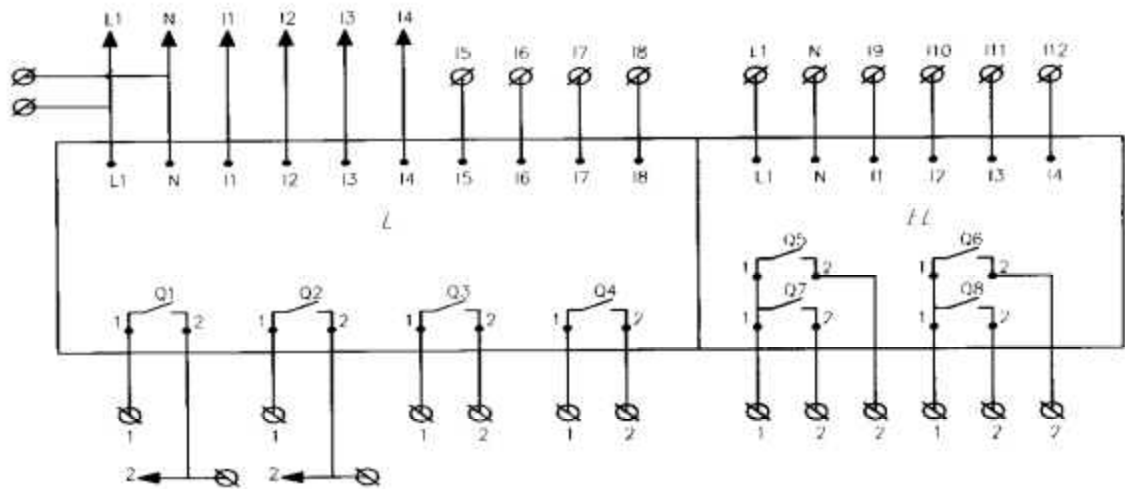 L1 N I1 I2 I3 I4 I5 I6 I7 I8 L1 N I9 I10 I11 I12
L1 N I1 I2 I3 I4 I5 I6 I7 I8 L1 N I1 I2 I3 I4
L
Q5 Q6
1 2 1 2
Q1 Q2 Q3 Q4 Q7 Q8
1 2 1 2 1 2 1 2 1 2 1 2
1 1 1 2 1 2 1 2 2 1 2 2
2 2